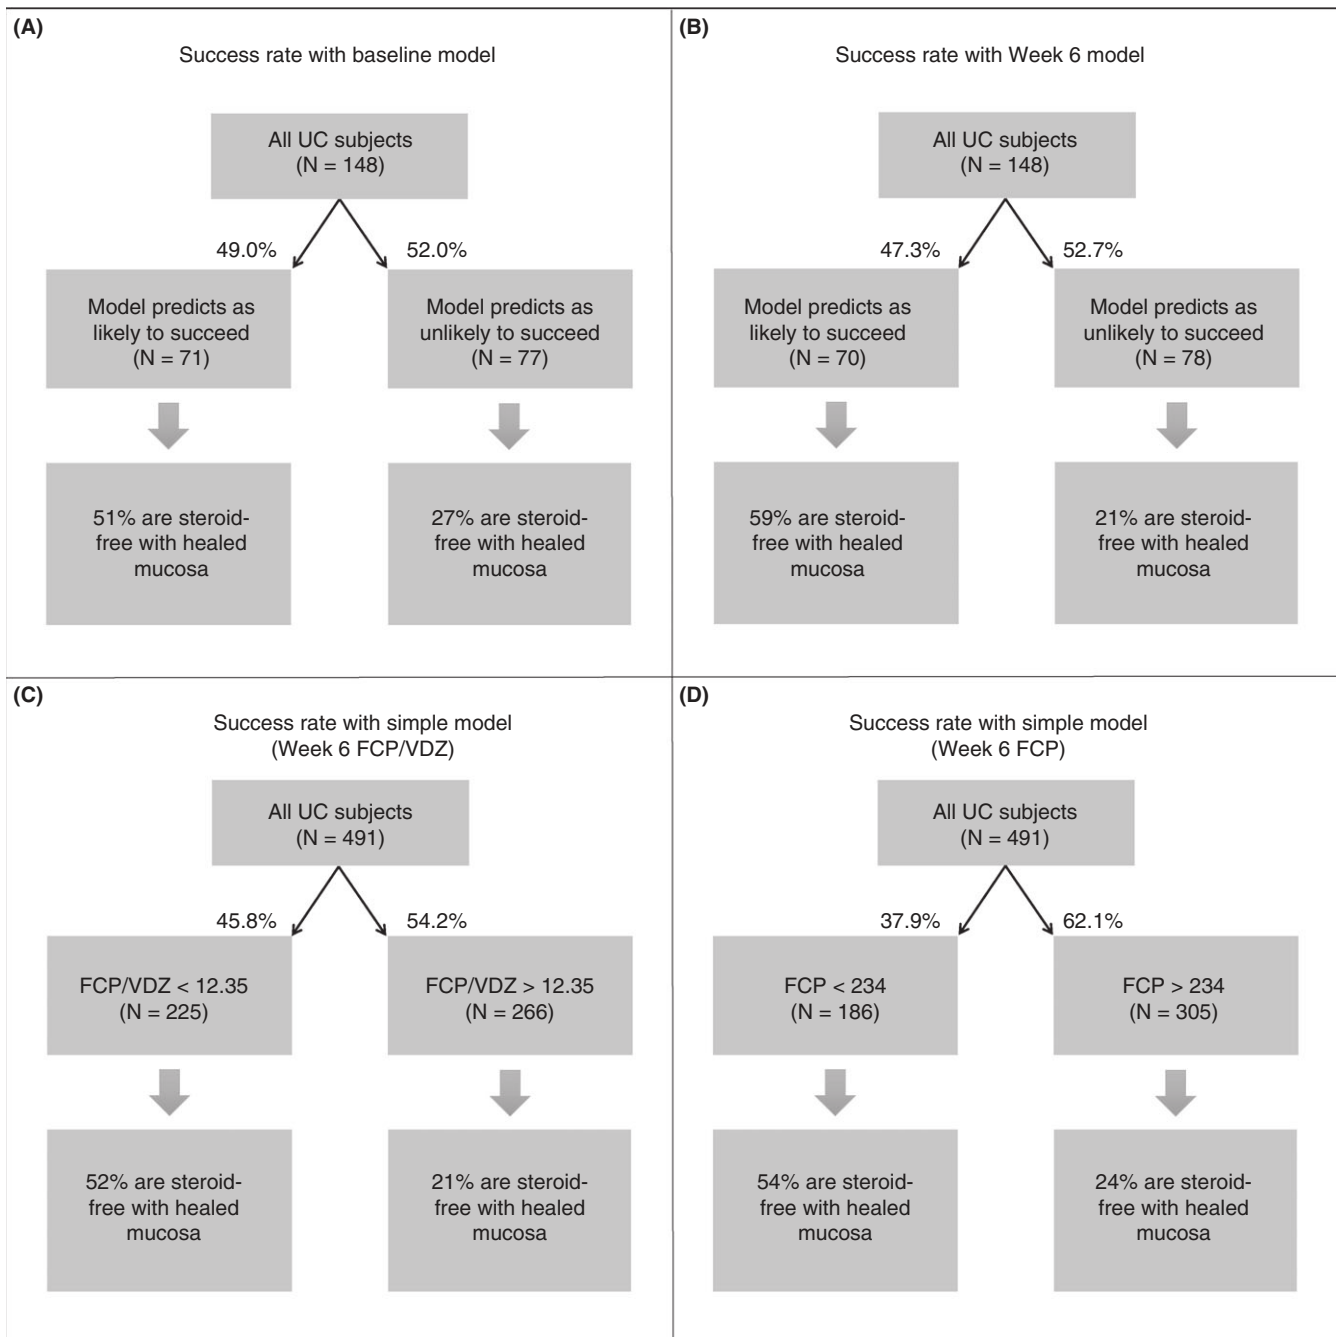 (A)
Success rate with baseline model
All UC subjects
(N = 148)
49.0%
52.0%
Model predicts as
likely to succeed
(N = 71)
Model predicts as
unlikely to succeed
(N = 77)
51% are steroid-
free with healed
mucosa
27% are steroid-
free with healed
mucosa
(B)
Success rate with Week 6 model
All UC subjects
(N = 148)
47.3%
52.7%
Model predicts as
likely to succeed
(N = 70)
Model predicts as
unlikely to succeed
(N = 78)
59% are steroid-
free with healed
mucosa
21% are steroid-
free with healed
mucosa
(C)
Success rate with simple model
(Week 6 FCP/VDZ)
All UC subjects
(N = 491)
45.8%
54.2%
FCP/VDZ < 12.35
(N = 225)
FCP/VDZ > 12.35
(N = 266)
52% are steroid-
free with healed
mucosa
21% are steroid-
free with healed
mucosa
(D)
Success rate with simple model
(Week 6 FCP)
All UC subjects
(N = 491)
37.9%
62.1%
FCP < 234
(N = 186)
FCP > 234
(N = 305)
54% are steroid-
free with healed
mucosa
24% are steroid-
free with healed
mucosa